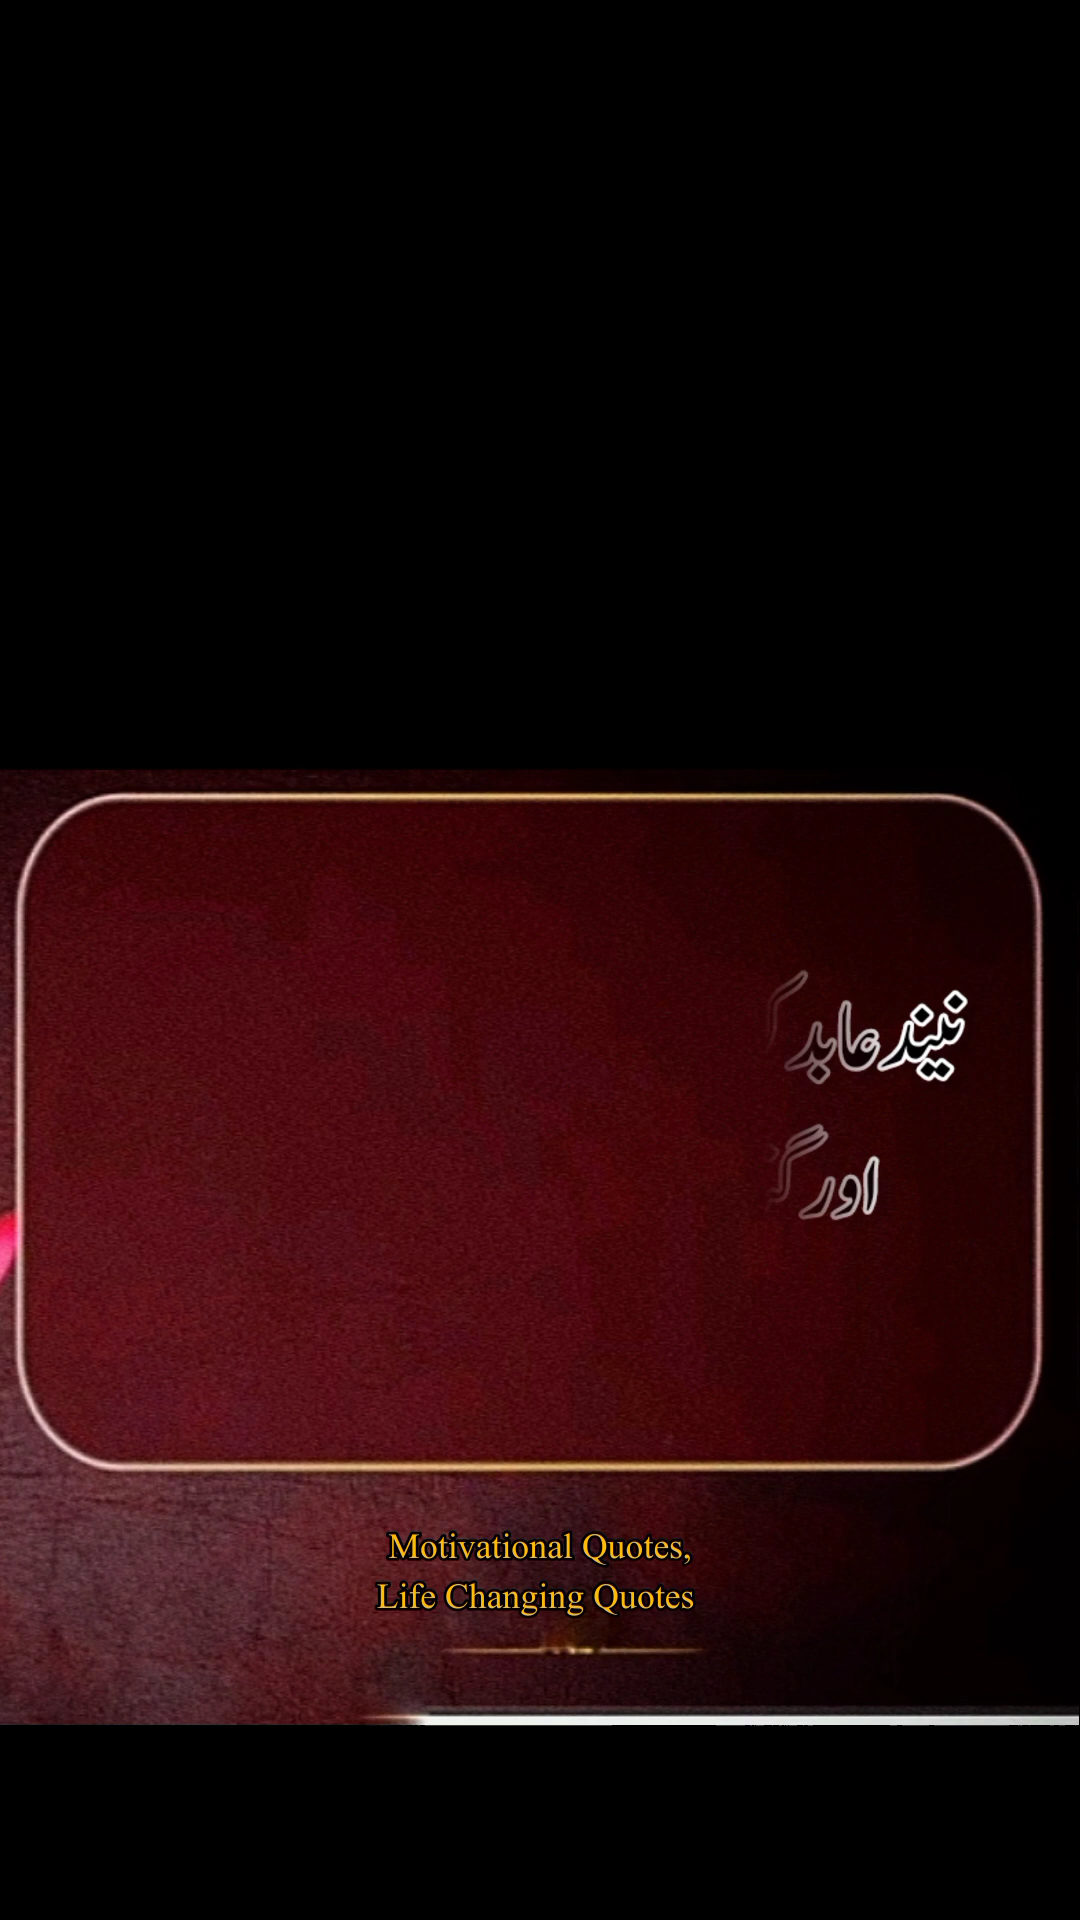 نیند عابد
اور
Motivational Quotes,
Life Changing Quotes